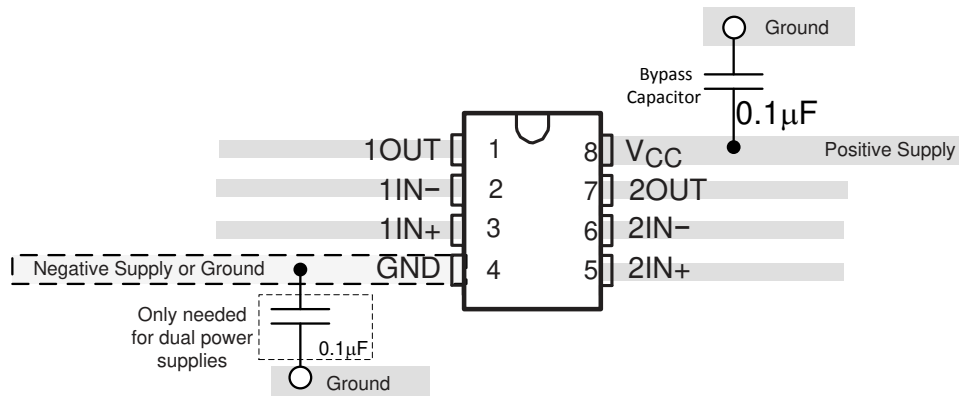 Ground
Bypass
Capacitor
0.1µF
1OUT 1 8 VCC Positive Supply
1IN− 2 7 2OUT
1IN+ 3 6 2IN−
Negative Supply or Ground GND 4 5 2IN+
Only needed
for dual power
supplies
0.1µF
Ground